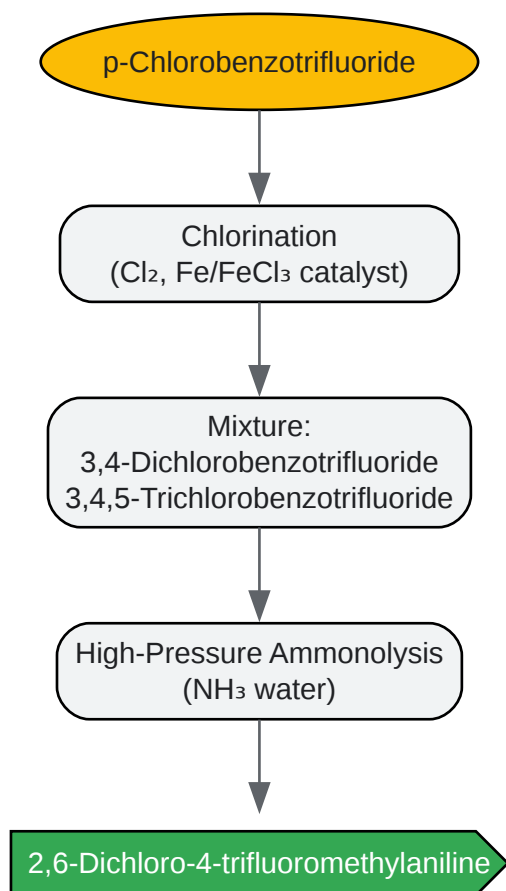 p-Chlorobenzotrifluoride
Chlorination
(Cl₂, Fe/FeCl₃ catalyst)
Mixture:
3,4-Dichlorobenzotrifluoride
3,4,5-Trichlorobenzotrifluoride
High-Pressure Ammonolysis
(NH₃ water)
2,6-Dichloro-4-trifluoromethylaniline